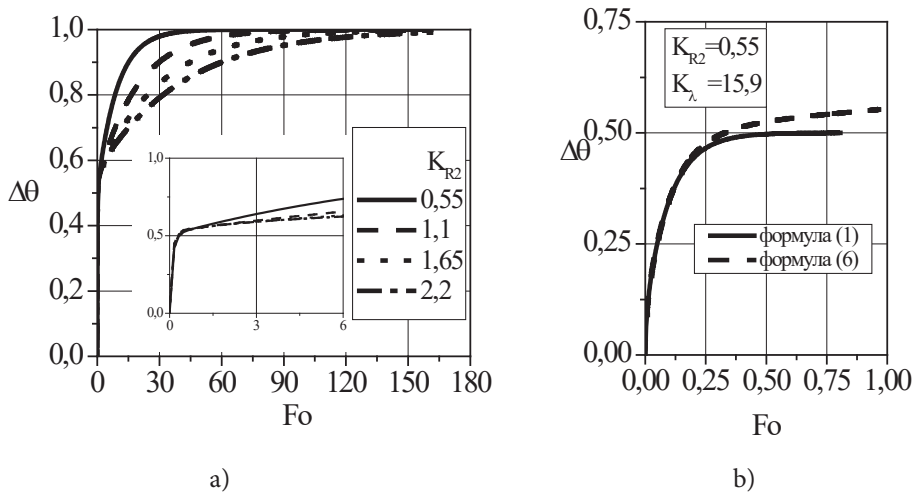 1,0
0,8
0,6
0,4
0,2
0,0
Δθ
0 30 60 90 120 150 180
Fo
1,0
0,5
0,0
0 3 6
K_R2
0,55
1,1
1,65
2,2
a)
0,75
0,50
0,25
0,00
Δθ
K_R2=0,55
K_λ =15,9
формула (1)
формула (6)
0,00 0,25 0,50 0,75 1,00
Fo
b)